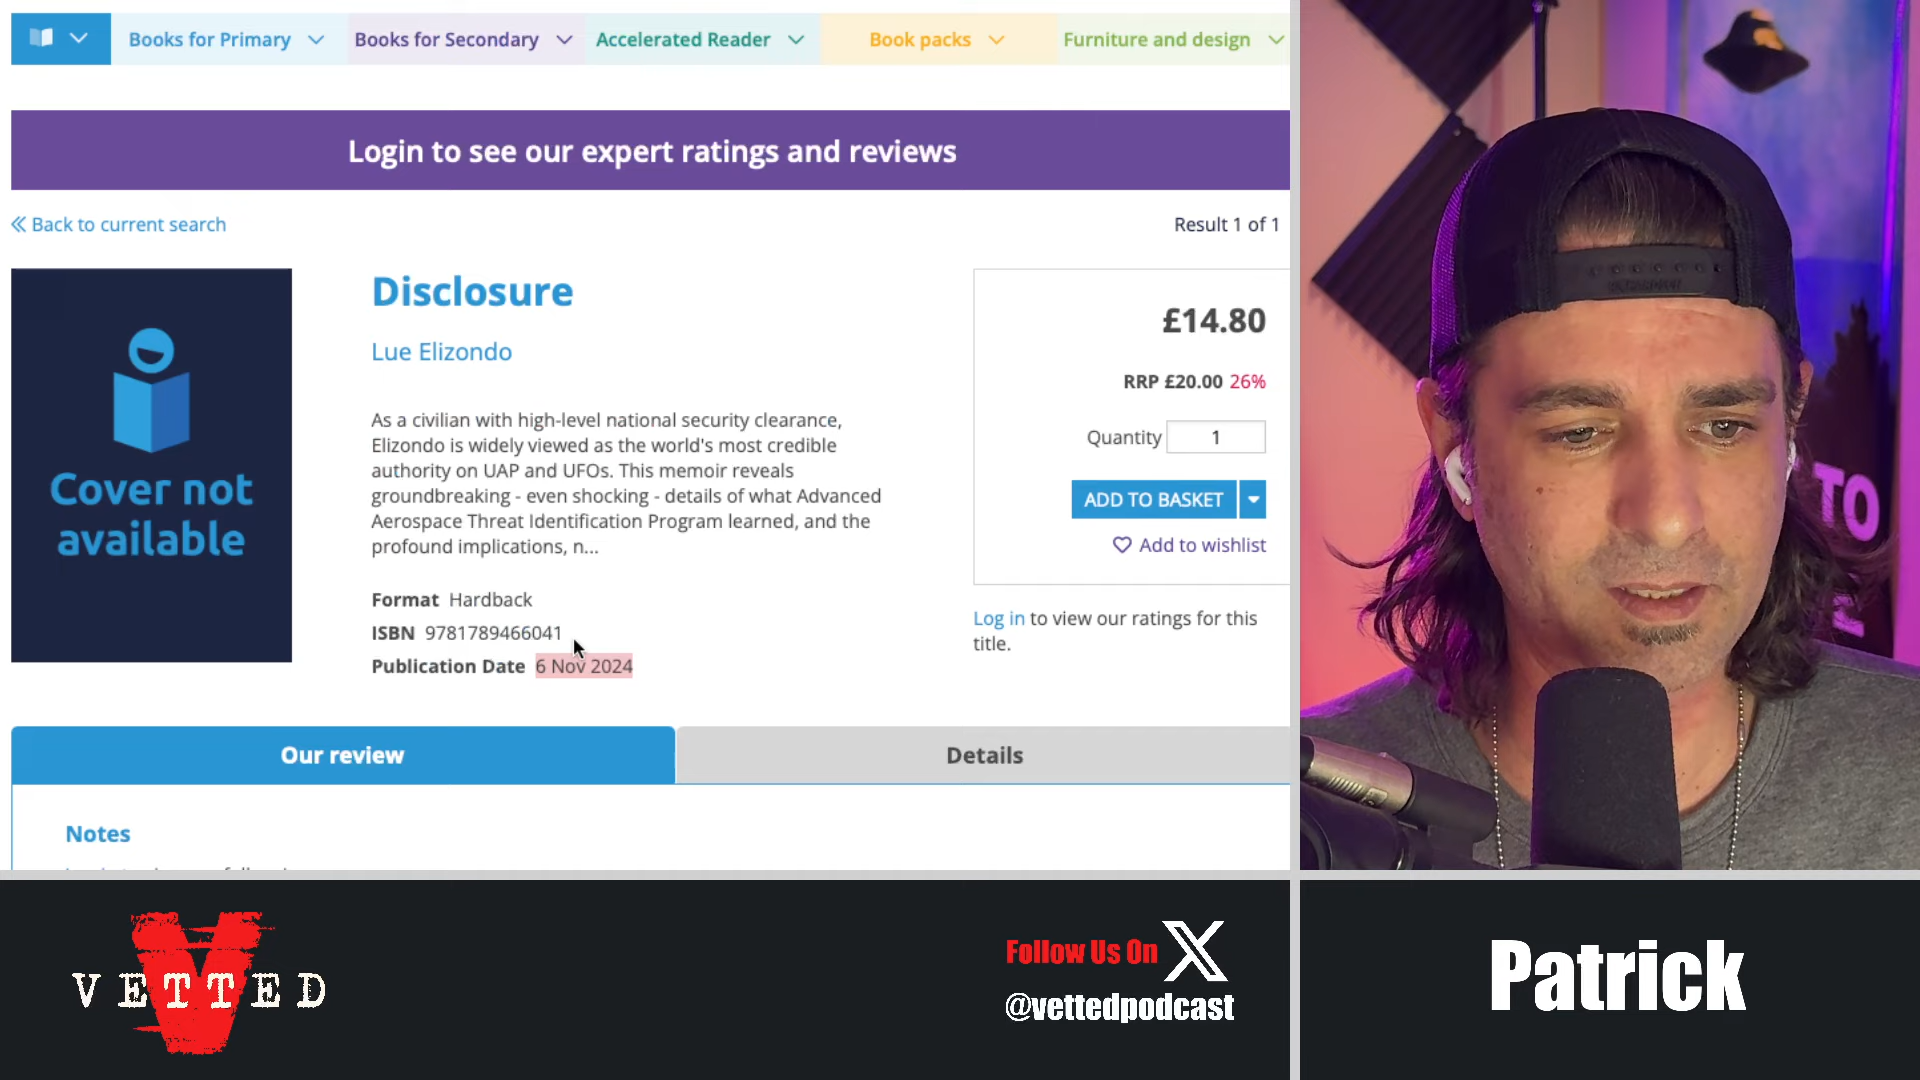 Books for Primary
Books for Secondary
Accelerated Reader
Book packs
Furniture and design
Login to see our expert ratings and reviews
Back to current search
Result 1 of 1
Cover not
available
Disclosure
Lue Elizondo
As a civilian with high-level national security clearance,
Elizondo is widely viewed as the world's most credible
authority on UAP and UFOs. This memoir reveals
groundbreaking - even shocking - details of what Advanced
Aerospace Threat Identification Program learned, and the
profound implications, n...
Format Hardback
ISBN 9781789466041
Publication Date 6 Nov 2024
£14.80
RRP £20.00 26%
Quantity 1
ADD TO BASKET
Add to wishlist
Log in to view our ratings for this
title.
Our review
Details
Notes
TO
VETTED
Follow Us On X
@vettedpodcast
Patrick